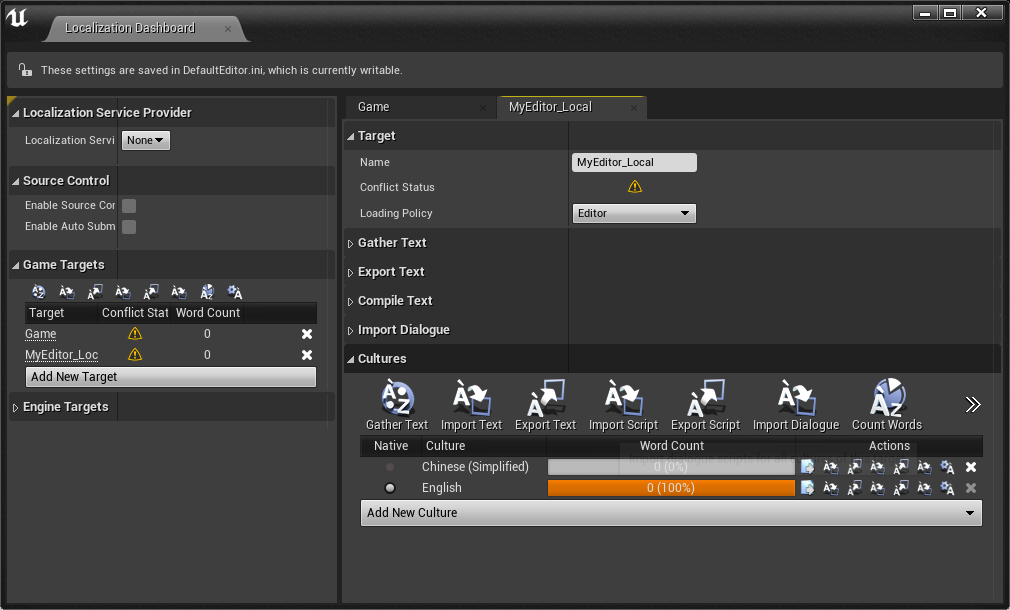 Localization Dashboard
These settings are saved in DefaultEditor.ini, which is currently writable.
Localization Service Provider
Localization Servi
None
Source Control
Enable Source Cor
Enable Auto Subm
Game Targets
Target Conflict Stat Word Count
Game 0
MyEditor_Loc 0
Add New Target
Engine Targets
Game
MyEditor_Local
Target
Name MyEditor_Local
Conflict Status
Loading Policy Editor
Gather Text
Export Text
Compile Text
Import Dialogue
Cultures
Gather Text Import Text Export Text Import Script Export Script Import Dialogue Count Words
Native Culture Word Count Actions
Chinese (Simplified) 0 (0%)
English 0 (100%)
Add New Culture